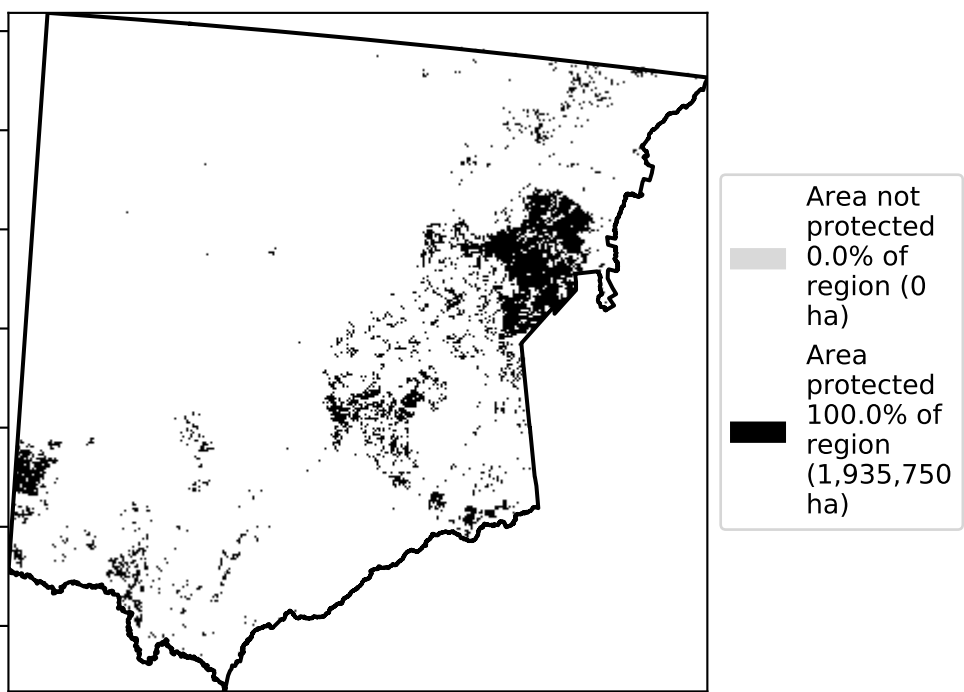 Area not
protected
0.0% of
region (0
ha)
Area
protected
100.0% of
region
(1,935,750
ha)